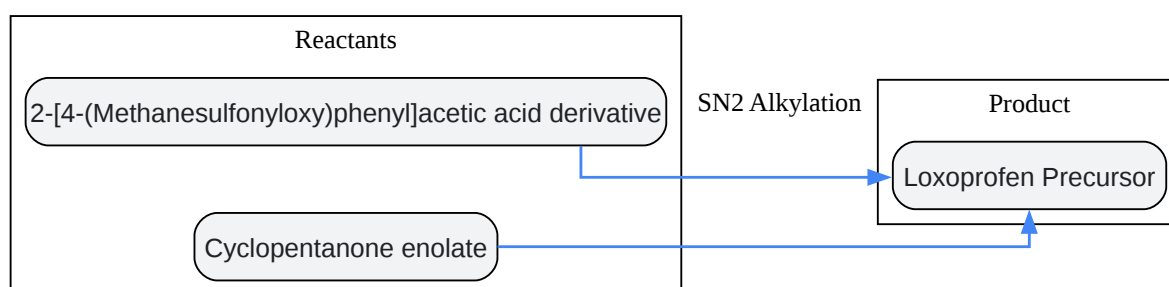 Reactants
2-[4-(Methanesulfonyloxy)phenyl]acetic acid derivative
Cyclopentanone enolate
SN2 Alkylation
Product
Loxoprofen Precursor